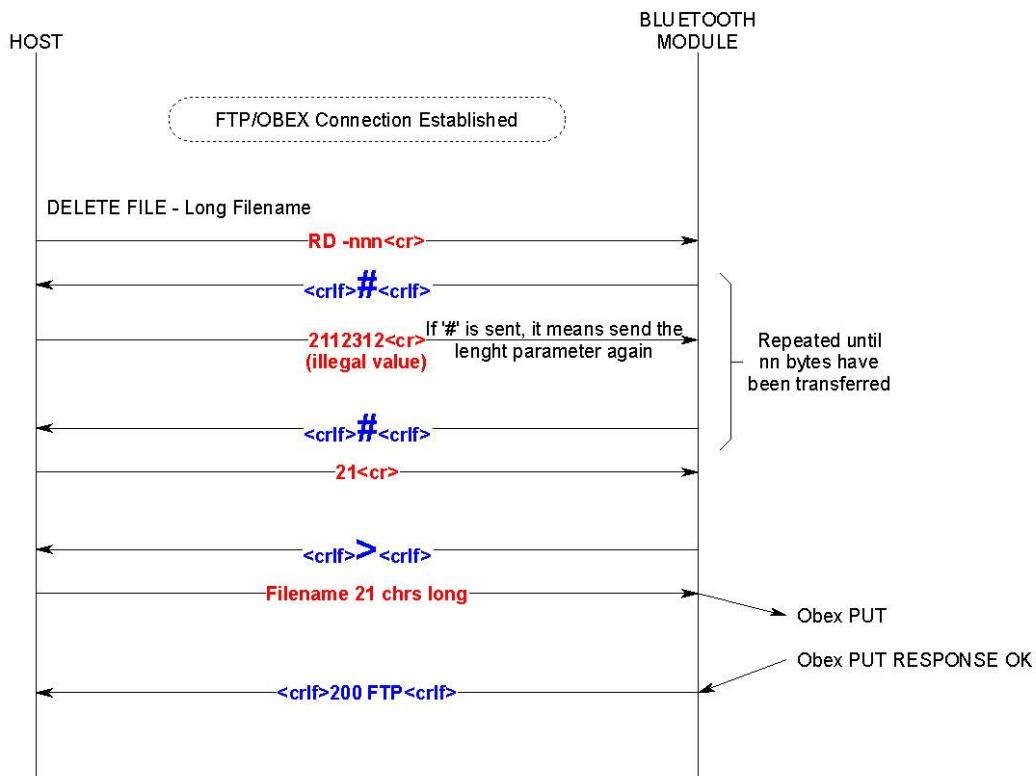 HOST
BLUETOOTH
MODULE
FTP/OBEX Connection Established
DELETE FILE - Long Filename
RD -nnn<cr>
<crlf>#<crlf>
2112312<cr>
(illegal value)
If '#' is sent, it means send the
lenght parameter again
Repeated until
nn bytes have
been transferred
<crlf>#<crlf>
21<cr>
<crlf>><crlf>
Filename 21 chrs long
Obex PUT
Obex PUT RESPONSE OK
<crlf>200 FTP<crlf>